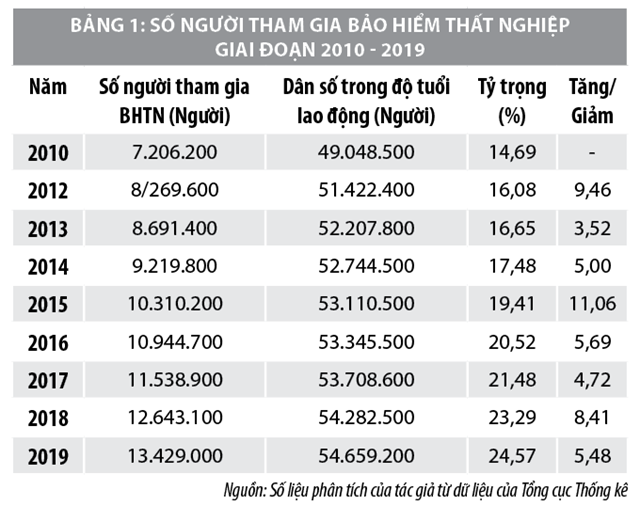 BẢNG 1: SỐ NGƯỜI THAM GIA BẢO HIỂM THẤT NGHIỆP
GIAI ĐOẠN 2010 - 2019
Năm Số người tham gia BHTN (Người) Dân số trong độ tuổi lao động (Người) Tỷ trọng (%) Tăng/ Giảm
2010 7.206.200 49.048.500 14,69 -
2012 8/269.600 51.422.400 16,08 9,46
2013 8.691.400 52.207.800 16,65 3,52
2014 9.219.800 52.744.500 17,48 5,00
2015 10.310.200 53.110.500 19,41 11,06
2016 10.944.700 53.345.500 20,52 5,69
2017 11.538.900 53.708.600 21,48 4,72
2018 12.643.100 54.282.500 23,29 8,41
2019 13.429.000 54.659.200 24,57 5,48
Nguồn: Số liệu phân tích của tác giả từ dữ liệu của Tổng cục Thống kê